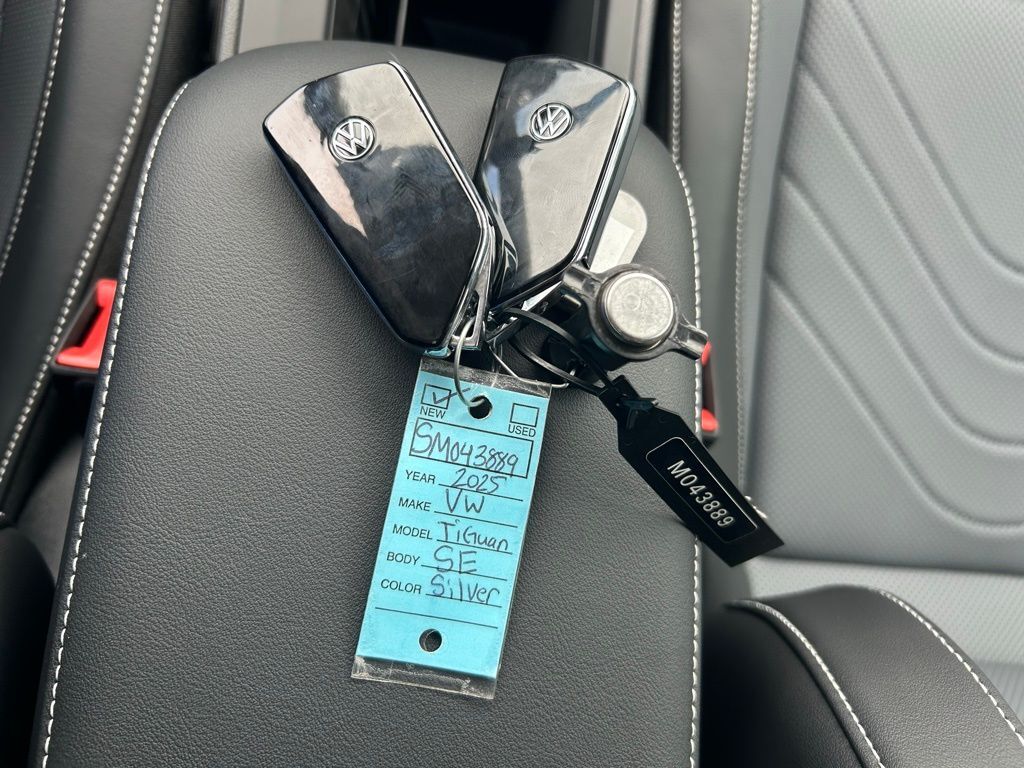 NEW
USED
SM043889
YEAR 2025
MAKE VW
MODEL TiGuan
BODY SE
COLOR Silver
M043889